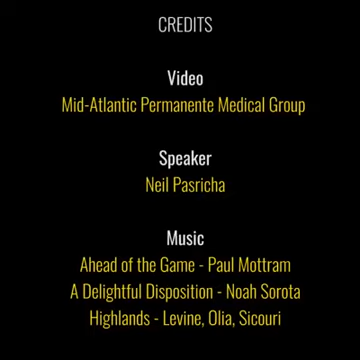 CREDITS
Video
Mid-Atlantic Permanente Medical Group
Speaker
Neil Pasricha
Music
Ahead of the Game - Paul Mottram
A Delightful Disposition - Noah Sorota
Highlands - Levine, Olia, Sicouri